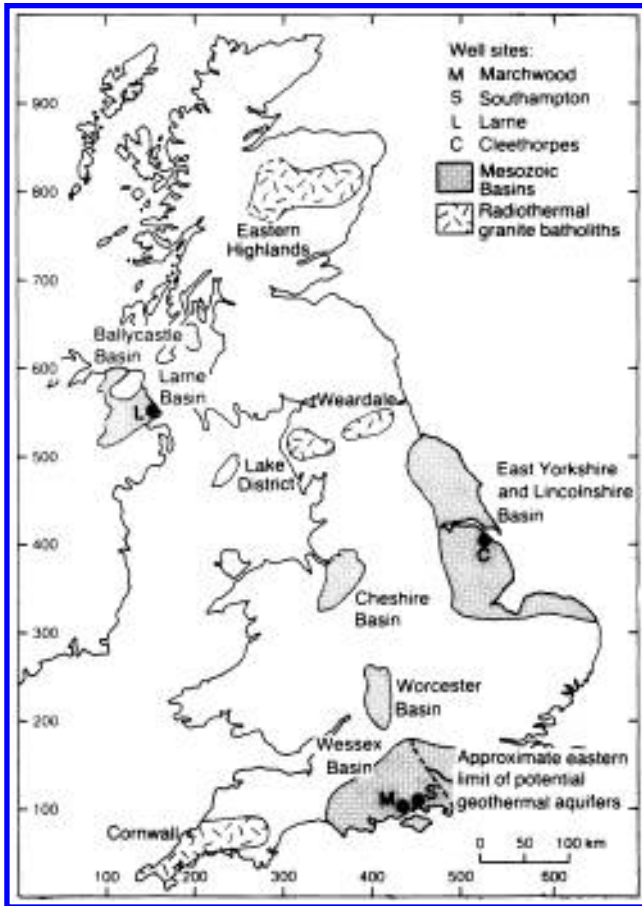 Well sites:
M Marchwood
S Southampton
L Larne
C Cleethorpes
Mesozoic
Basins
Radiothermal
granite batholiths
900
800
700
600
500
400
300
200
100
Eastern
Highlands
Ballycastle
Basin
Larne
Basin
L
Weardale
Lake
District
East Yorkshire
and Lincolnshire
Basin
C
Cheshire
Basin
Worcester
Basin
Wessex
Basin
M
S
Approximate eastern
limit of potential
geothermal aquifers
Cornwall
0 50 100 km
100 200 300 400 500 600